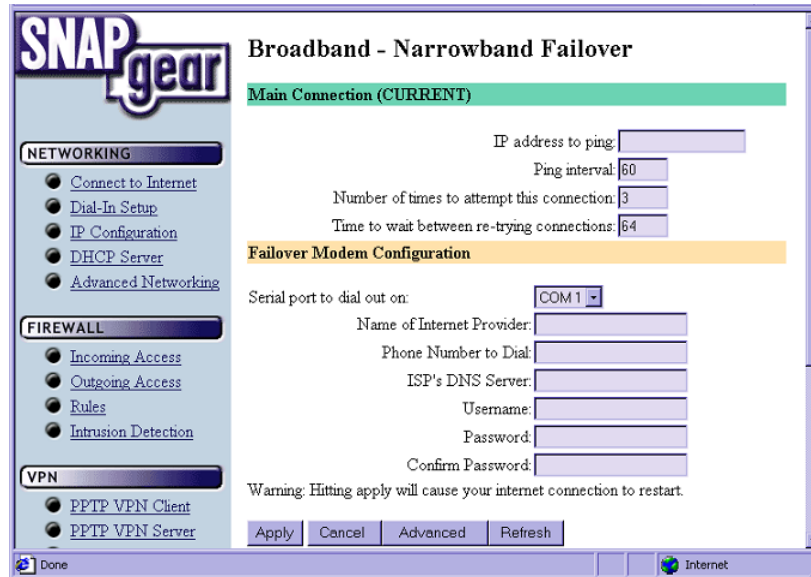 SNAP
gear
NETWORKING
Connect to Internet
Dial-In Setup
IP Configuration
DHCP Server
Advanced Networking
FIREWALL
Incoming Access
Outgoing Access
Rules
Intrusion Detection
VPN
PPTP VPN Client
PPTP VPN Server
Broadband - Narrowband Failover
Main Connection (CURRENT)
IP address to ping:
Ping interval: 60
Number of times to attempt this connection: 3
Time to wait between re-trying connections: 64
Failover Modem Configuration
Serial port to dial out on: COM 1
Name of Internet Provider:
Phone Number to Dial:
ISP's DNS Server:
Username:
Password:
Confirm Password:
Warning: Hitting apply will cause your internet connection to restart.
Apply Cancel Advanced Refresh
Done Internet